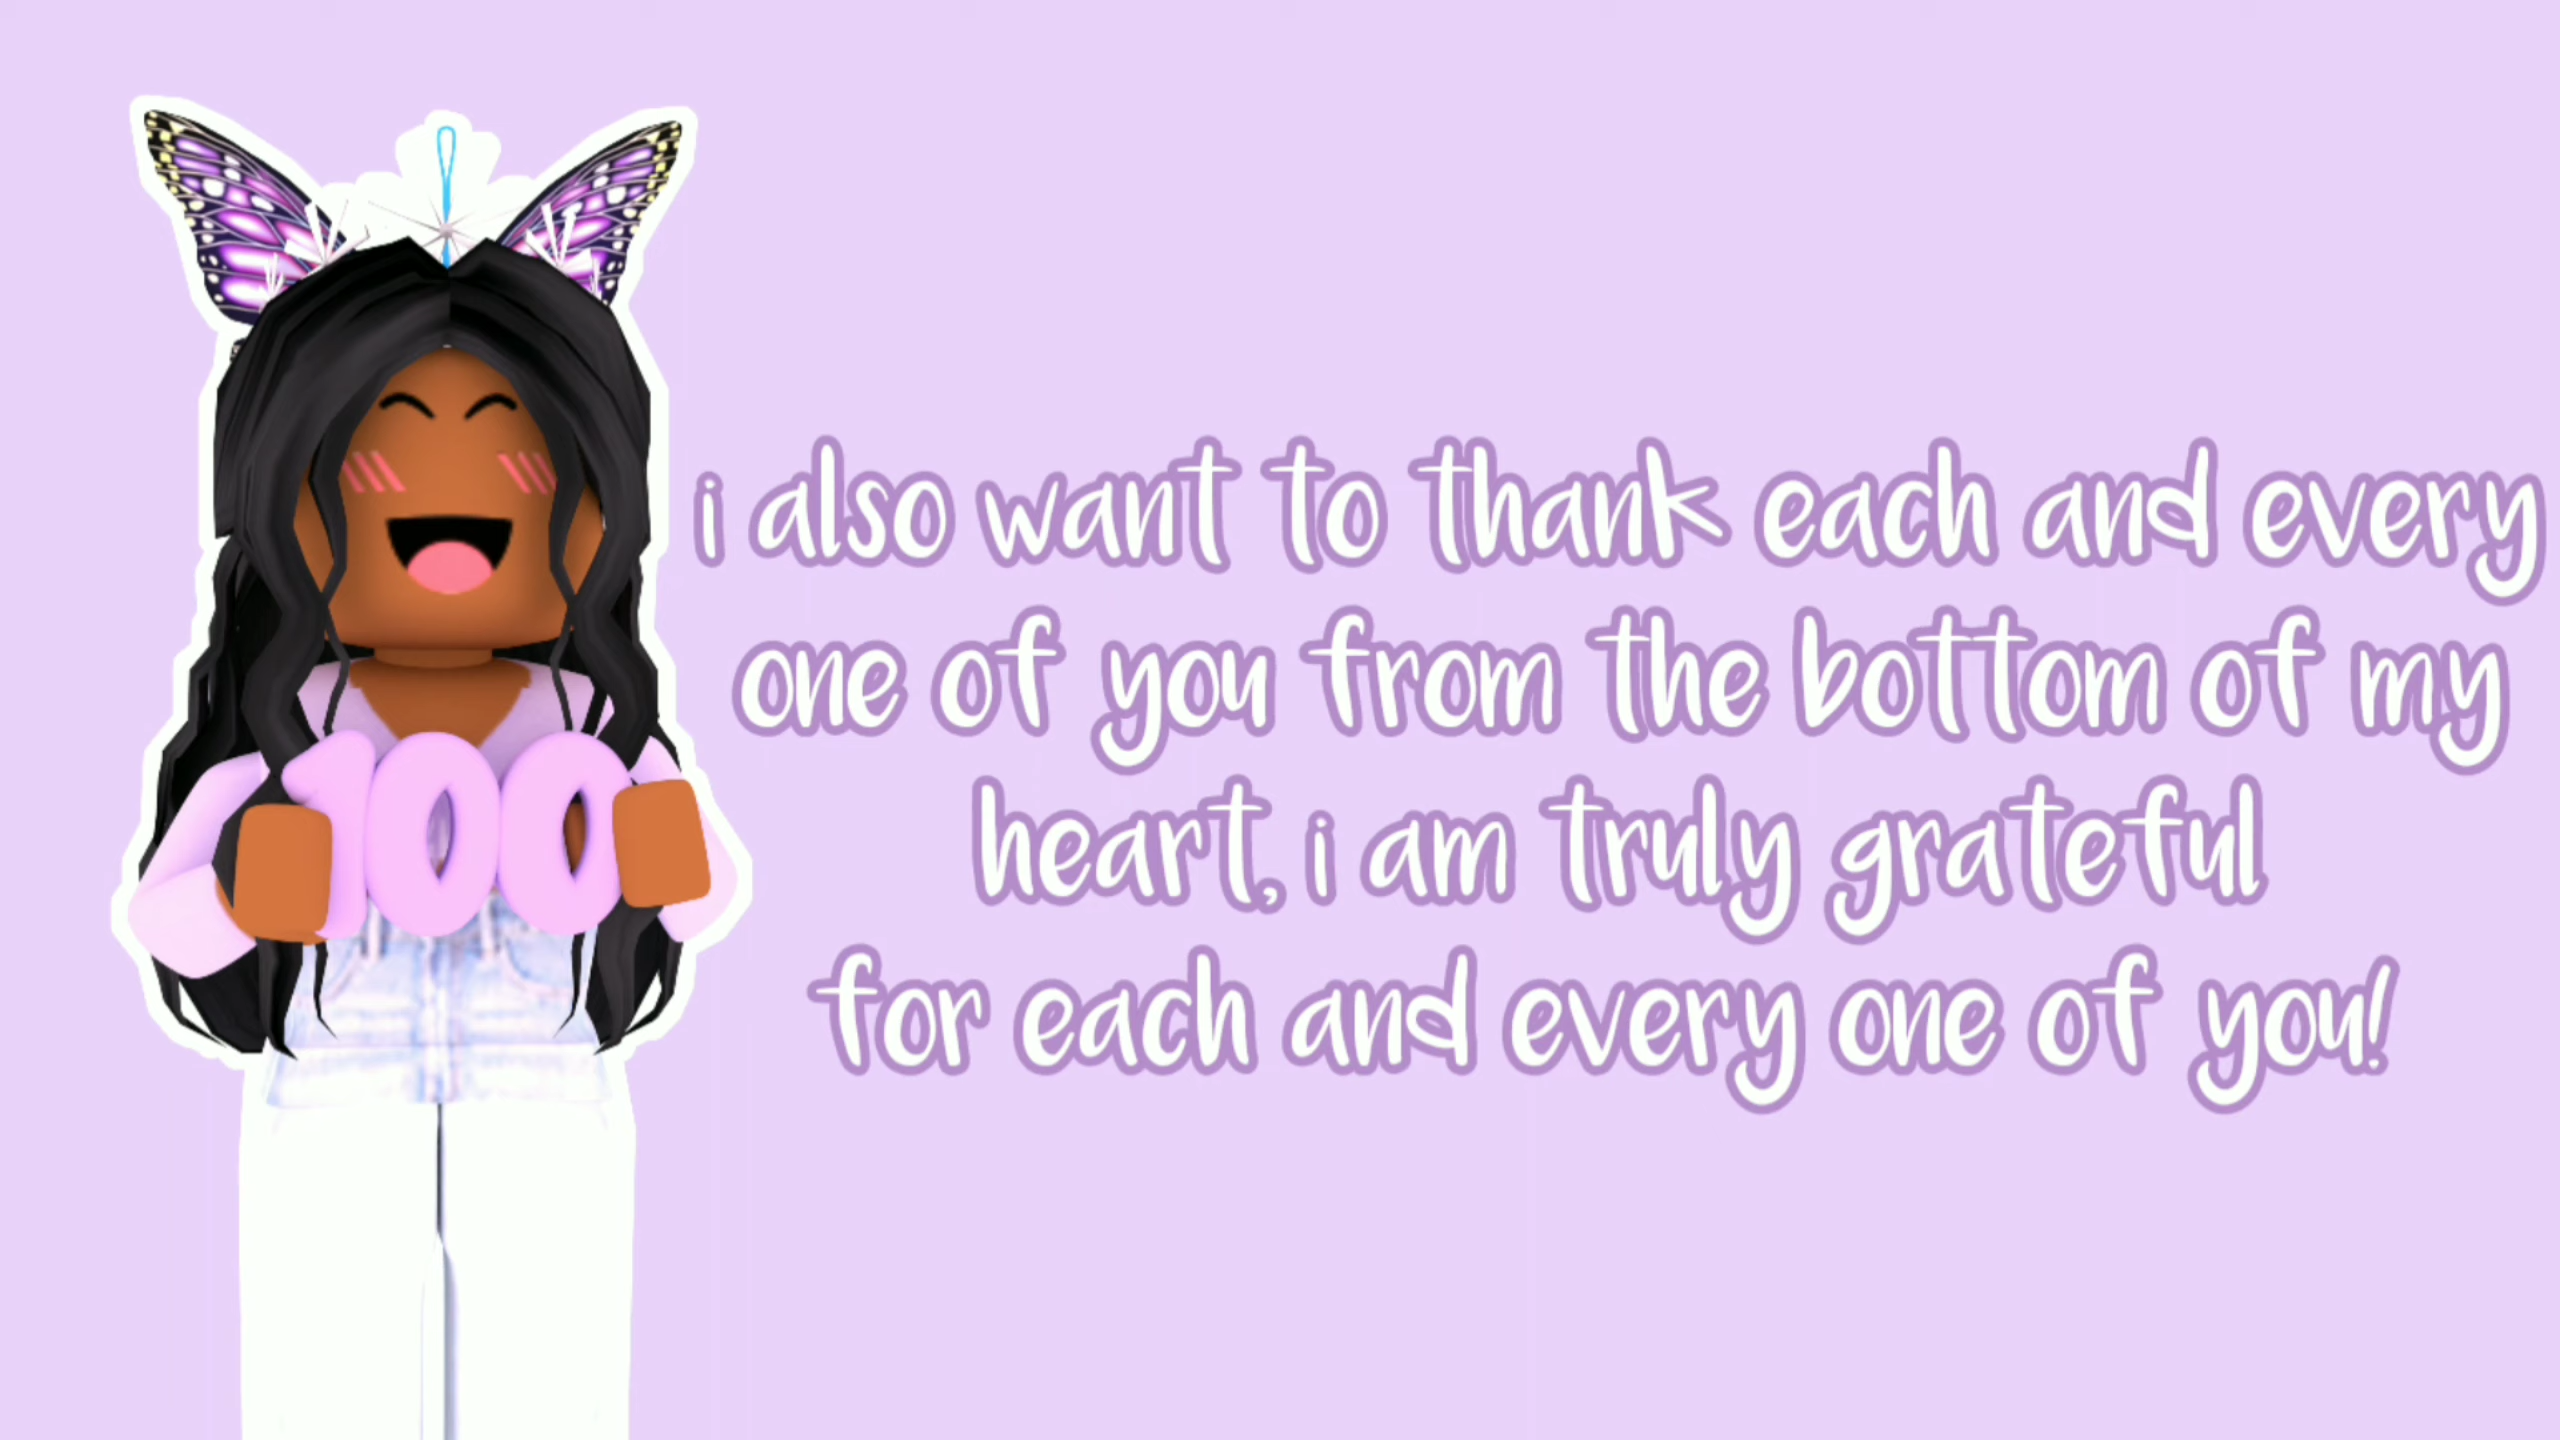 i also want to thank each and every
one of you from the bottom of my
heart, i am truly grateful
for each and every one of you!
100